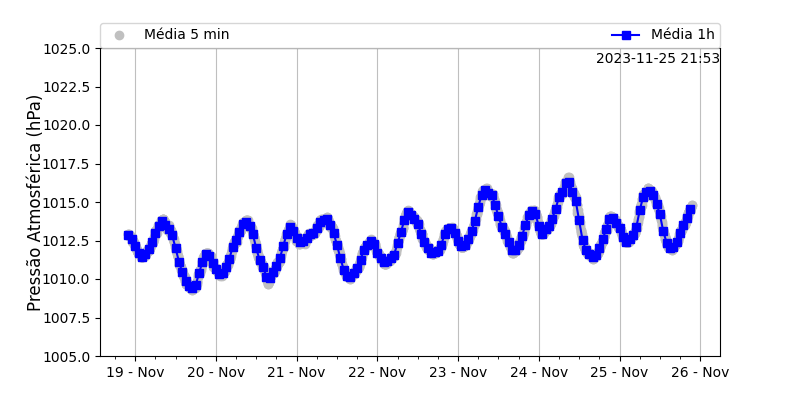 Média 5 min
Média 1h
2023-11-25 21:53
Pressão Atmosférica (hPa)
1025.0
1022.5
1020.0
1017.5
1015.0
1012.5
1010.0
1007.5
1005.0
19 - Nov
20 - Nov
21 - Nov
22 - Nov
23 - Nov
24 - Nov
25 - Nov
26 - Nov